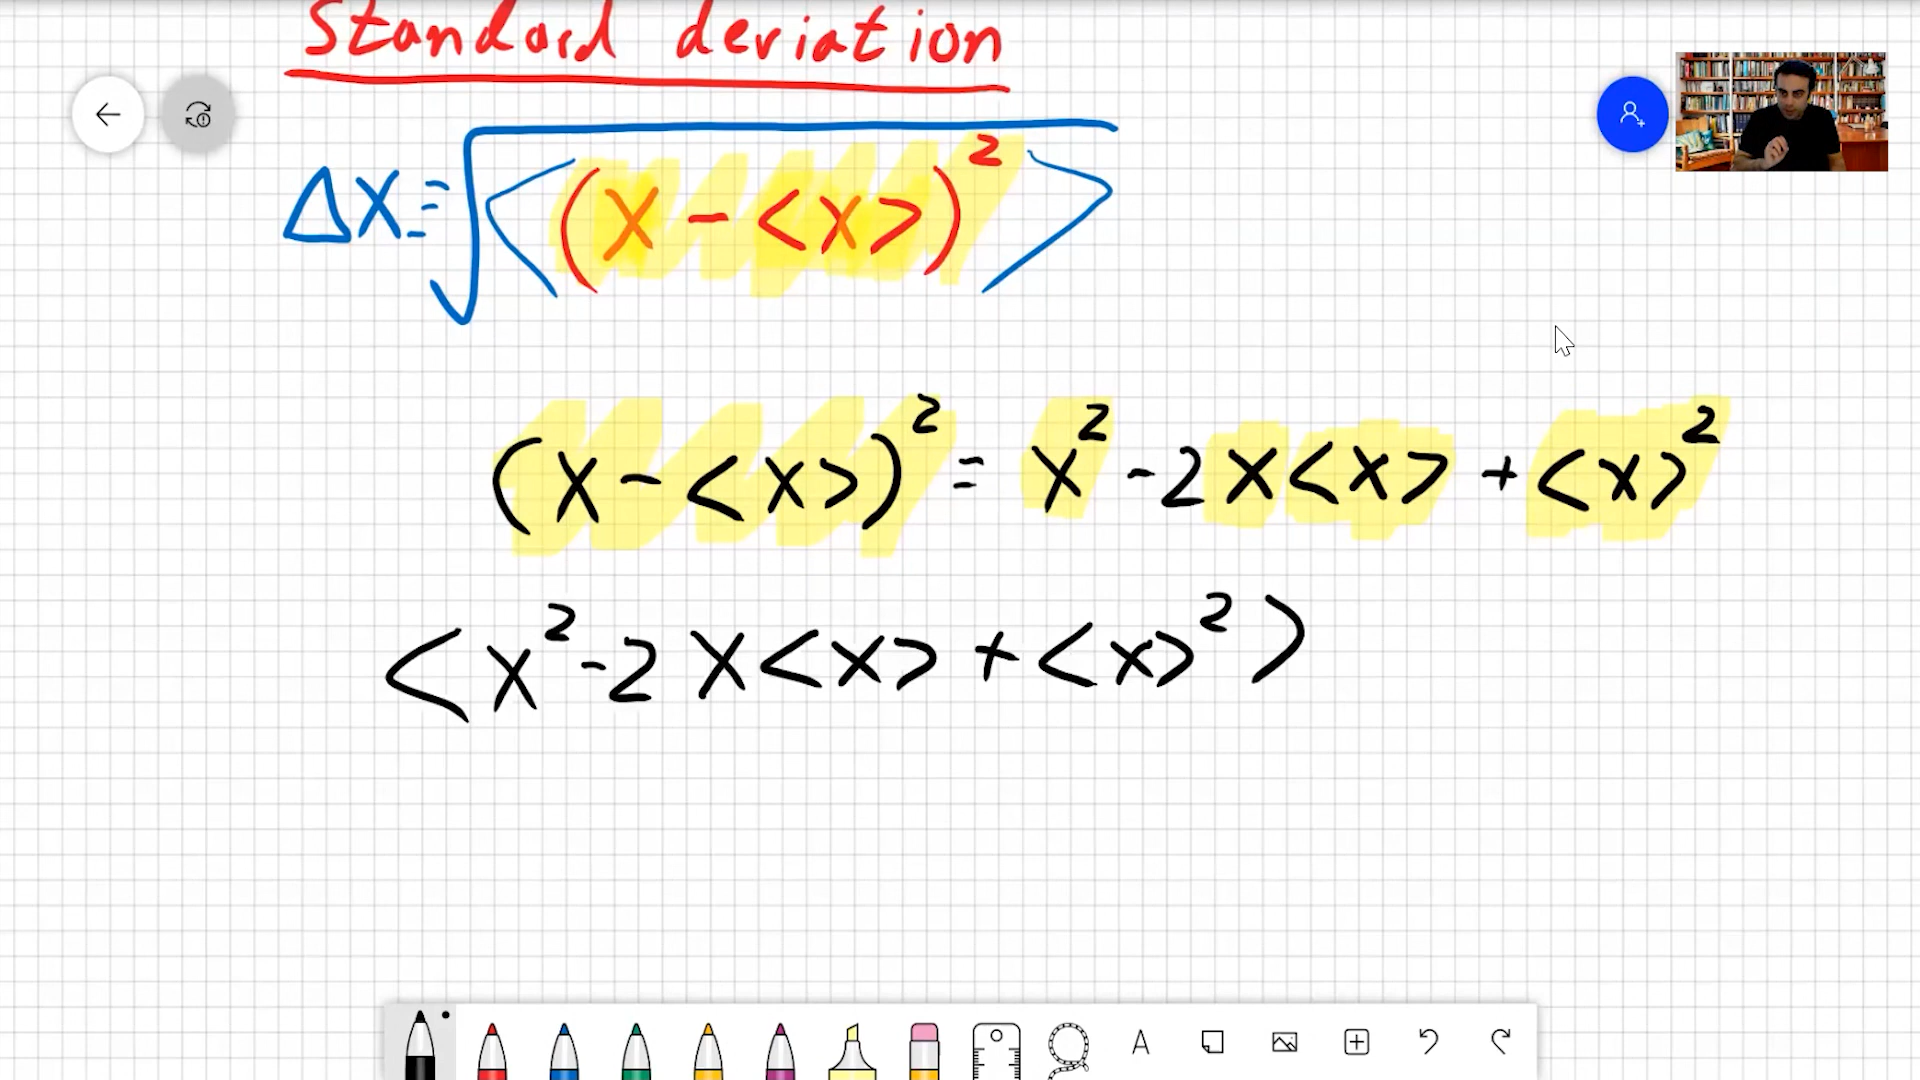 Standard deviation
Δx ≡ √⟨(x - <x>)²⟩
(x - <x>)² = x² - 2x<x> + <x>²
<x² - 2x<x> + <x>²>
A